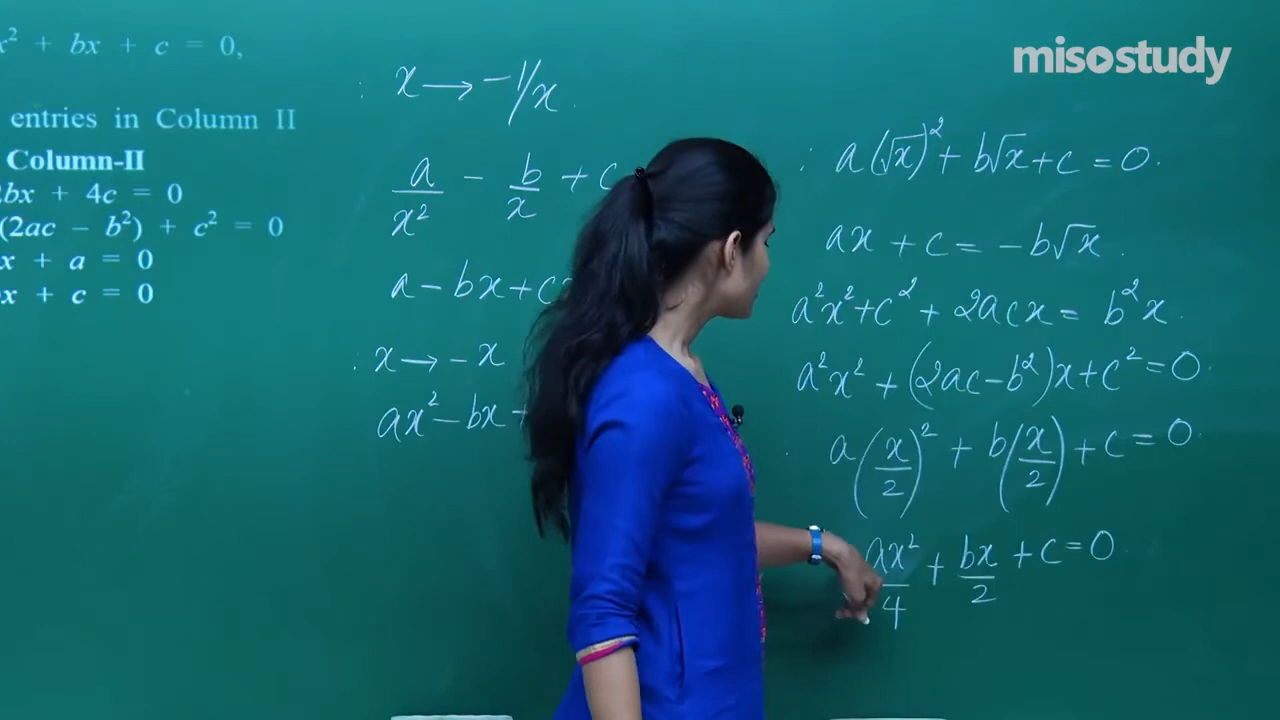 x² + bx + c = 0,
entries in Column II
Column-II
bx + 4c = 0
(2ac − b²) + c² = 0
x + a = 0
x + c = 0
x → −1/x.
a/x² − b/x + c
a − bx + c
x → − x
ax² − bx +
misostudy
a(√x)² + b√x + c = 0.
ax + c = −b√x.
a²x² + c² + 2acx = b²x.
a²x² + (2ac − b²)x + c² = 0.
a(x/2)² + b(x/2) + c = 0.
ax²/4 + bx/2 + c = 0.